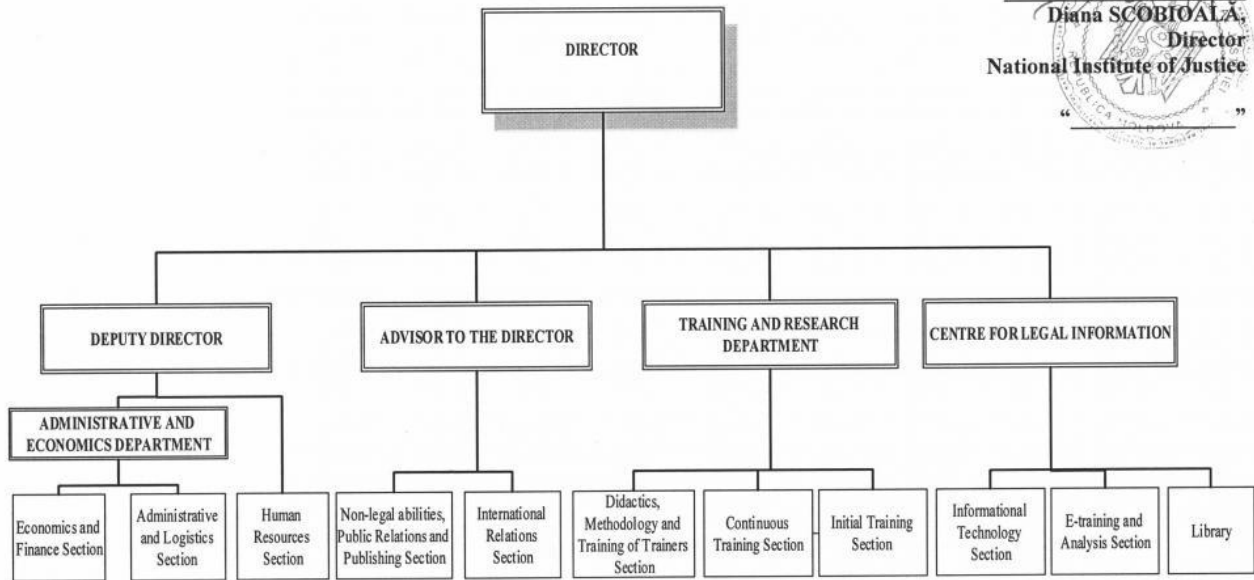 Diana SCOBIOALĂ,
Director
National Institute of Justice
“ ”
REPUBLICA MOLDOVA
DIRECTOR
DEPUTY DIRECTOR
ADVISOR TO THE DIRECTOR
TRAINING AND RESEARCH
DEPARTMENT
CENTRE FOR LEGAL INFORMATION
ADMINISTRATIVE AND
ECONOMICS DEPARTMENT
Economics and
Finance Section
Administrative
and Logistics
Section
Human
Resources Section
Non-legal abilities,
Public Relations and
Publishing Section
International
Relations
Section
Didactics,
Methodology and
Training of Trainers
Section
Continuous
Training Section
Initial Training
Section
Informational
Technology
Section
E-training and
Analysis Section
Library